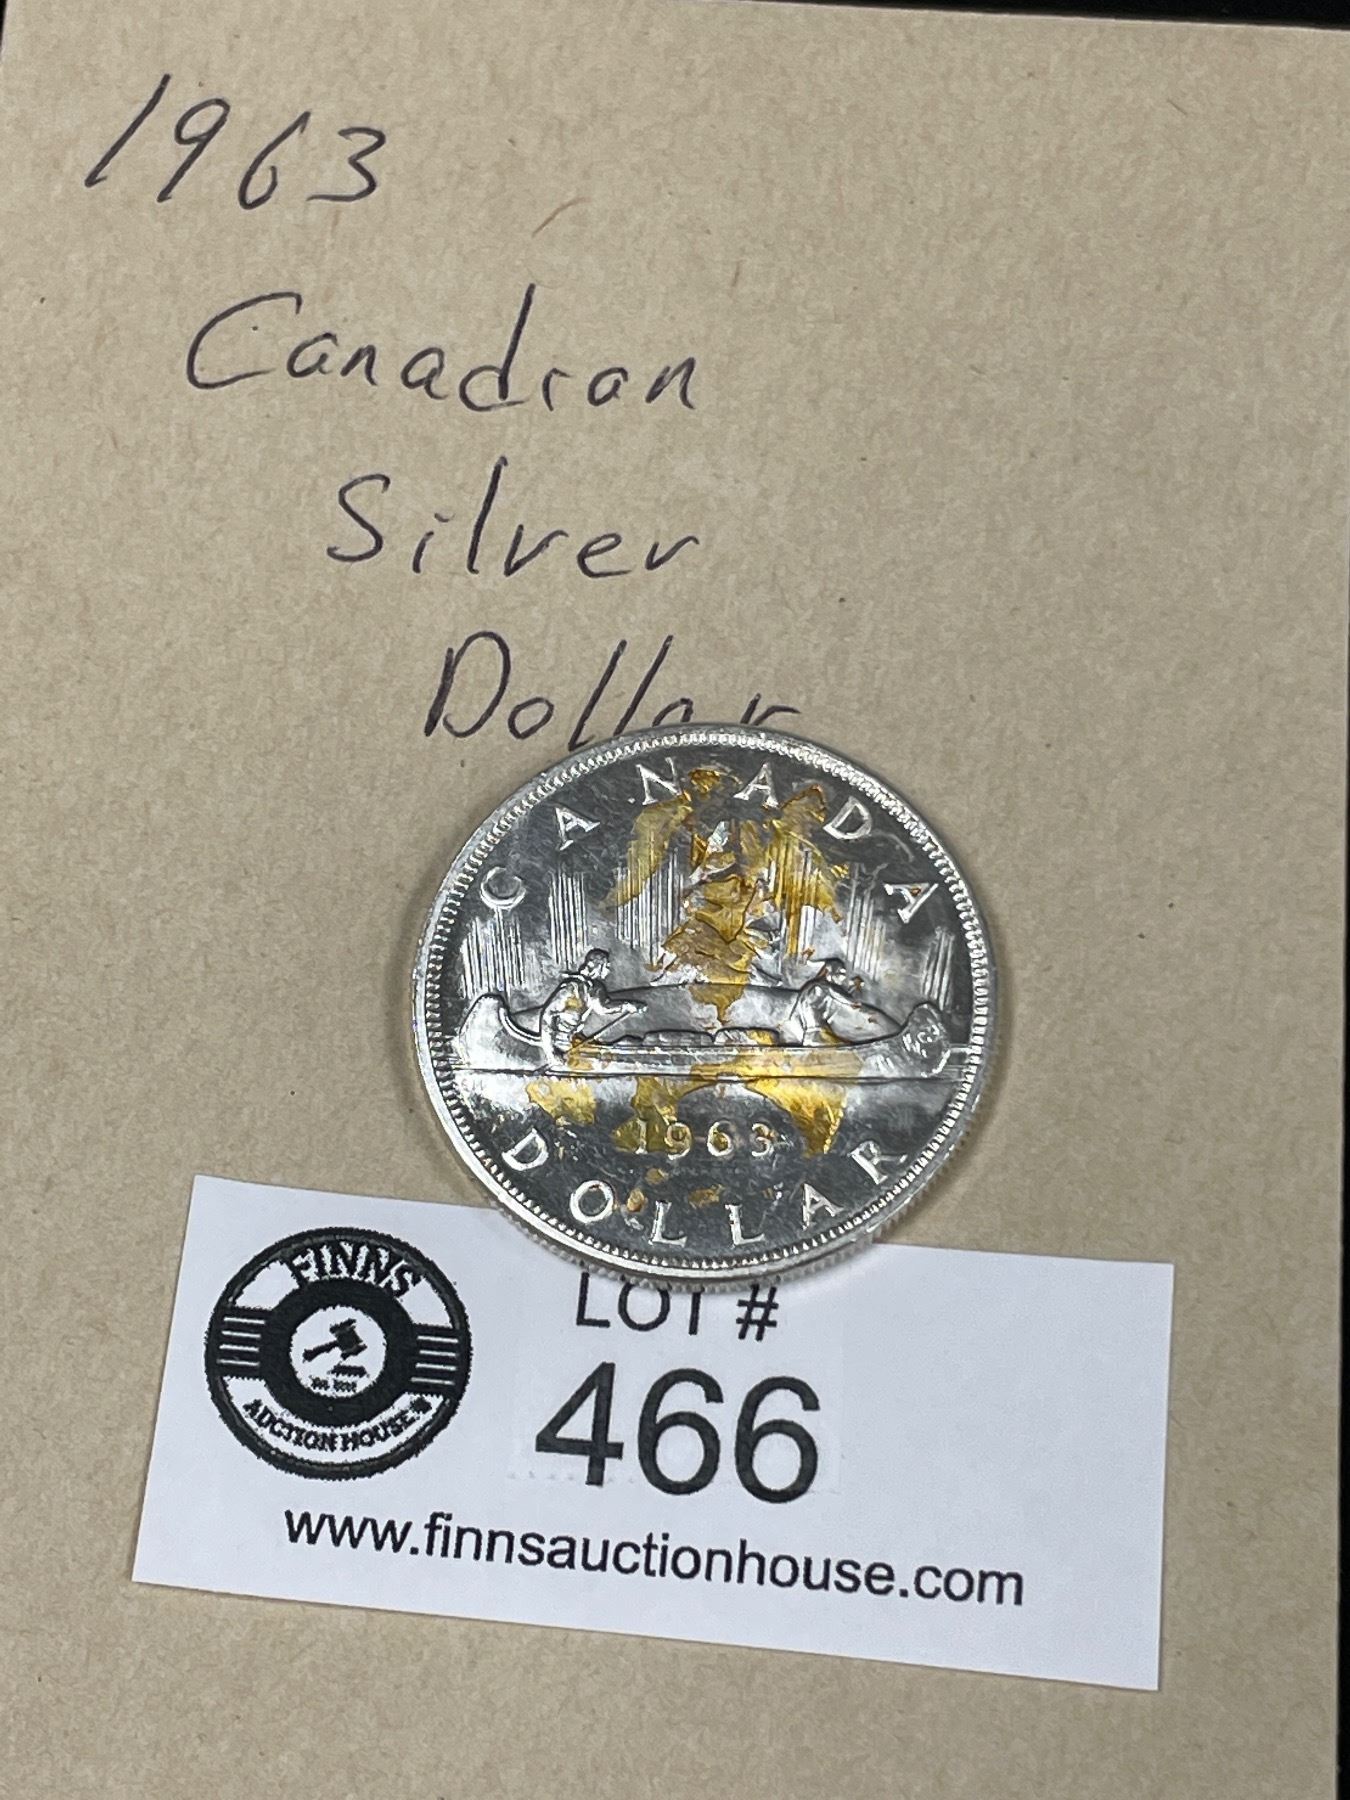 1963
Canadian
Silver
Dollar
CANADA
1963
DOLLAR
FINNS
AUCTION HOUSE
LOT #
466
www.finnsauctionhouse.com